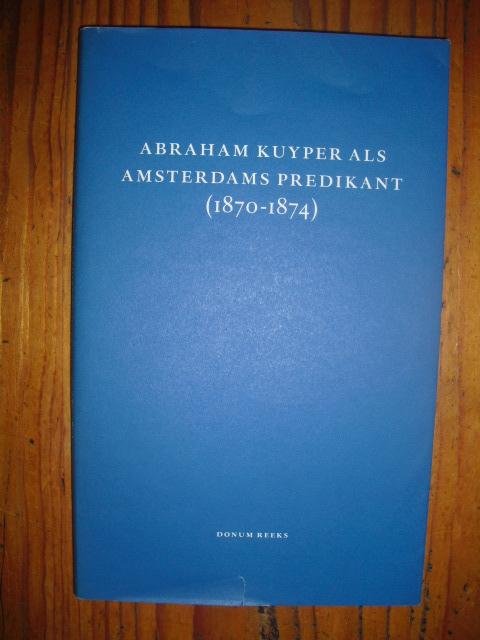 ABRAHAM KUYPER ALS
AMSTERDAMS PREDIKANT
(1870-1874)
DONUM REEKS